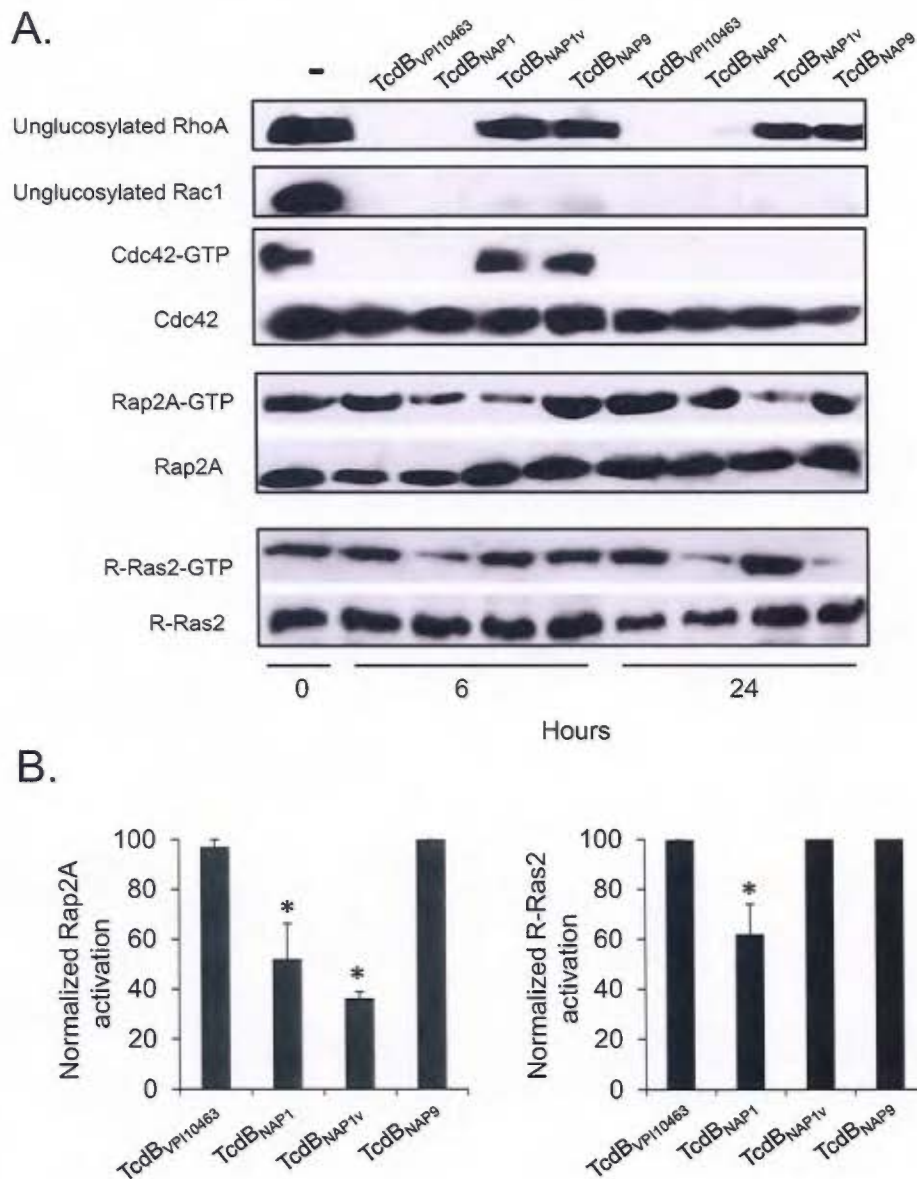 A.
- TcdBVPI10463 TcdBNAP1 TcdBNAP1v TcdBNAP9 TcdBVPI10463 TcdBNAP1 TcdBNAP1v TcdBNAP9
Unglucosylated RhoA
Unglucosylated Rac1
Cdc42-GTP
Cdc42
Rap2A-GTP
Rap2A
R-Ras2-GTP
R-Ras2
0 6 24
Hours
B.
Normalized Rap2A
activation
100
80
60
40
20
0
* *
TcdBVPI10463 TcdBNAP1 TcdBNAP1v TcdBNAP9
Normalized R-Ras2
activation
100
80
60
40
20
0
*
TcdBVPI10463 TcdBNAP1 TcdBNAP1v TcdBNAP9